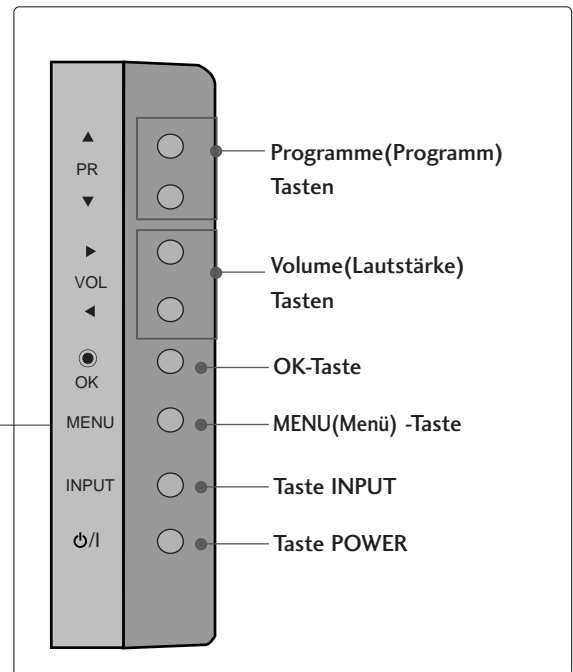 PR
VOL
OK
MENU
INPUT
⏻/I
Programme(Programm)
Tasten
Volume(Lautstärke)
Tasten
OK-Taste
MENU(Menü) -Taste
Taste INPUT
Taste POWER